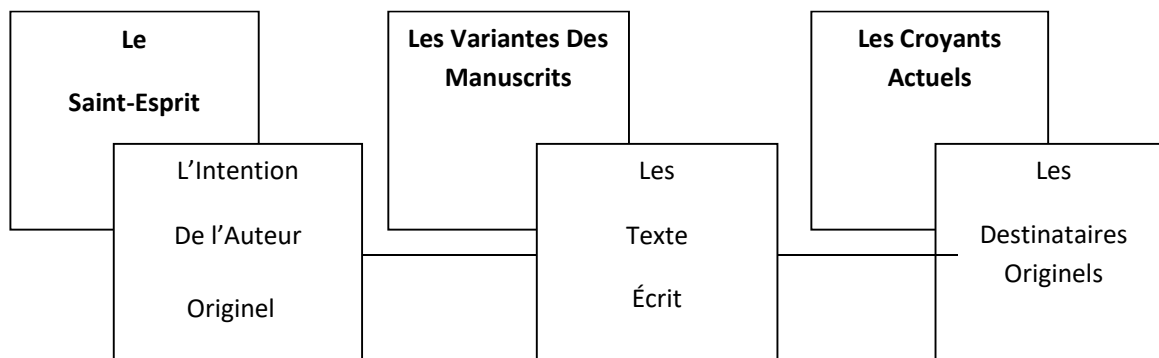 Le
Saint-Esprit
Les Variantes Des
Manuscrits
Les Croyants
Actuels
L’Intention
De l’Auteur
Originel
Les
Texte
Écrit
Les
Destinataires
Originels